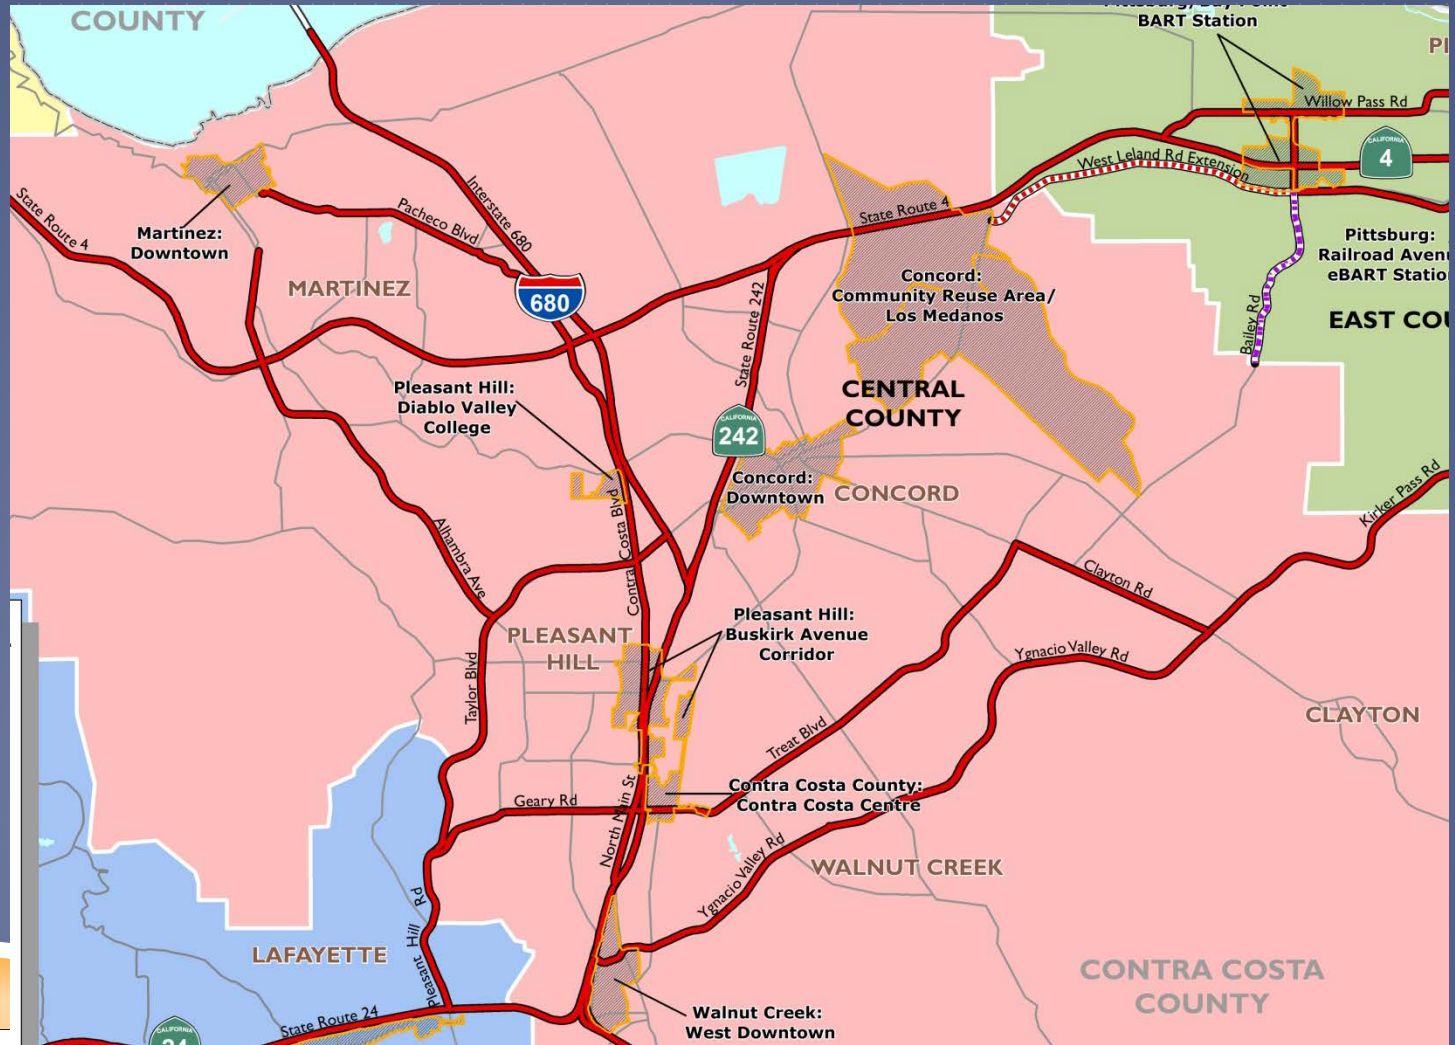 COUNTY
BART Station
Willow Pass Rd
CALIFORNIA
4
West Leland Rd Extension
State Route 4
Interstate 680
Pacheco Blvd
State Route 4
Martinez:
Downtown
MARTINEZ
680
Pittsburg:
Railroad
eBART
Concord:
Community Reuse Area/
Los Medanos
State Route 242
Bailey Rd
EAST
Pleasant Hill:
Diablo Valley
College
CENTRAL
COUNTY
CALIFORNIA
242
Concord:
Downtown
CONCORD
Kirker Pass Rd
Contra Costa Blvd
Alhambra Ave
Clayton Rd
Pleasant Hill:
Buskirk Avenue
Corridor
PLEASANT
HILL
Taylor Blvd
Ygnacio Valley Rd
CLAYTON
Treat Blvd
Contra Costa County:
Contra Costa Centre
Geary Rd
North Main St
Ygnacio Valley Rd
WALNUT CREEK
Pleasant Hill Rd
LAFAYETTE
CONTRA COSTA
COUNTY
Walnut Creek:
West Downtown
State Route 24
CALIFORNIA
24